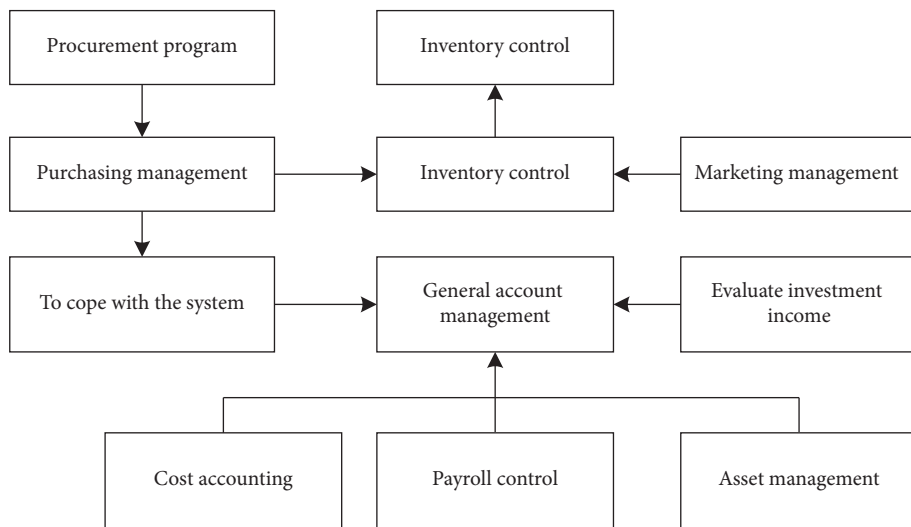 Procurement program
Inventory control
Purchasing management
Inventory control
Marketing management
To cope with the system
General account
management
Evaluate investment
income
Cost accounting
Payroll control
Asset management